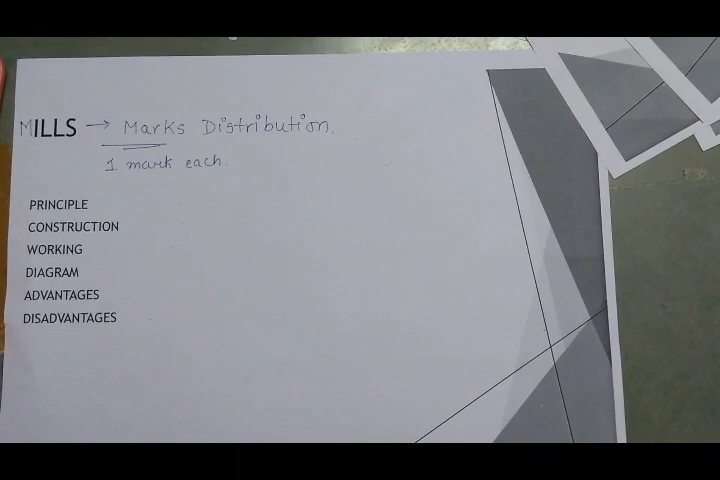 MILLS → Marks Distribution.
1 mark each.
PRINCIPLE
CONSTRUCTION
WORKING
DIAGRAM
ADVANTAGES
DISADVANTAGES